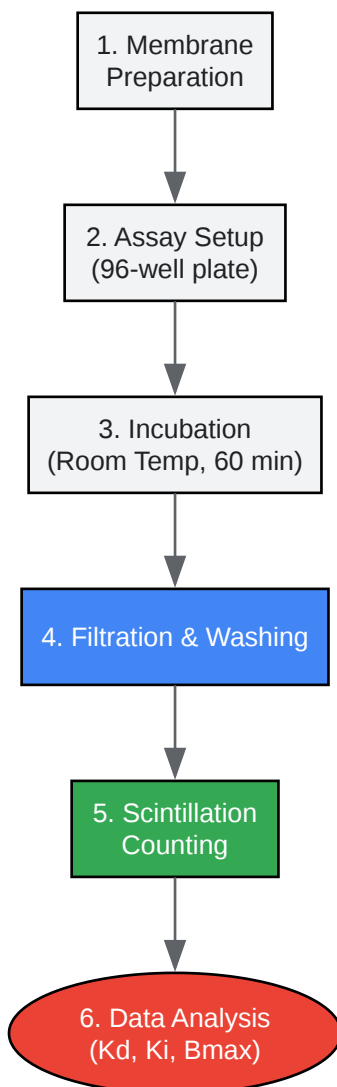 1. Membrane
Preparation
2. Assay Setup
(96-well plate)
3. Incubation
(Room Temp, 60 min)
4. Filtration & Washing
5. Scintillation
Counting
6. Data Analysis
(Kd, Ki, Bmax)